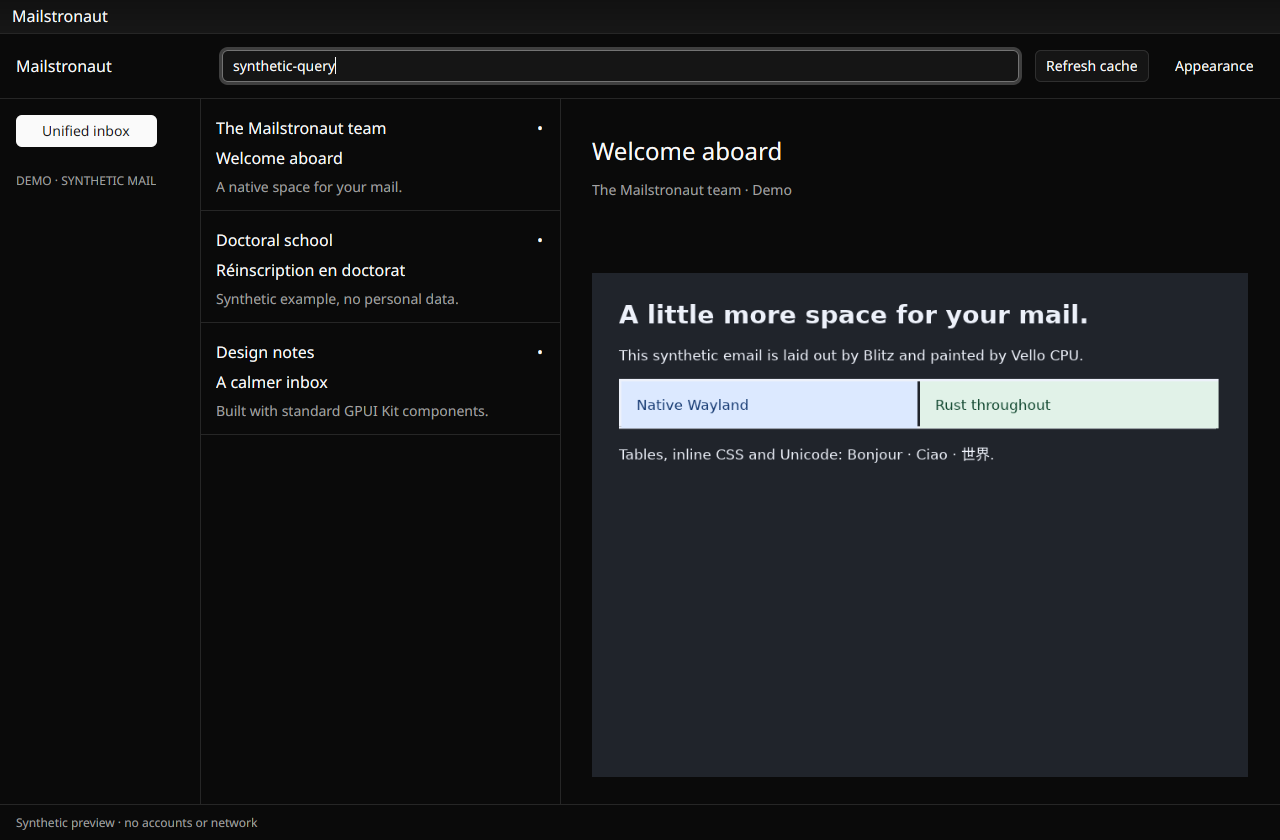 Mailstronaut
Mailstronaut
synthetic-query
Refresh cache
Appearance
Unified inbox
DEMO · SYNTHETIC MAIL
The Mailstronaut team
Welcome aboard
A native space for your mail.
Doctoral school
Réinscription en doctorat
Synthetic example, no personal data.
Design notes
A calmer inbox
Built with standard GPUI Kit components.
Welcome aboard
The Mailstronaut team · Demo
A little more space for your mail.
This synthetic email is laid out by Blitz and painted by Vello CPU.
Native Wayland
Rust throughout
Tables, inline CSS and Unicode: Bonjour · Ciao · 世界.
Synthetic preview · no accounts or network